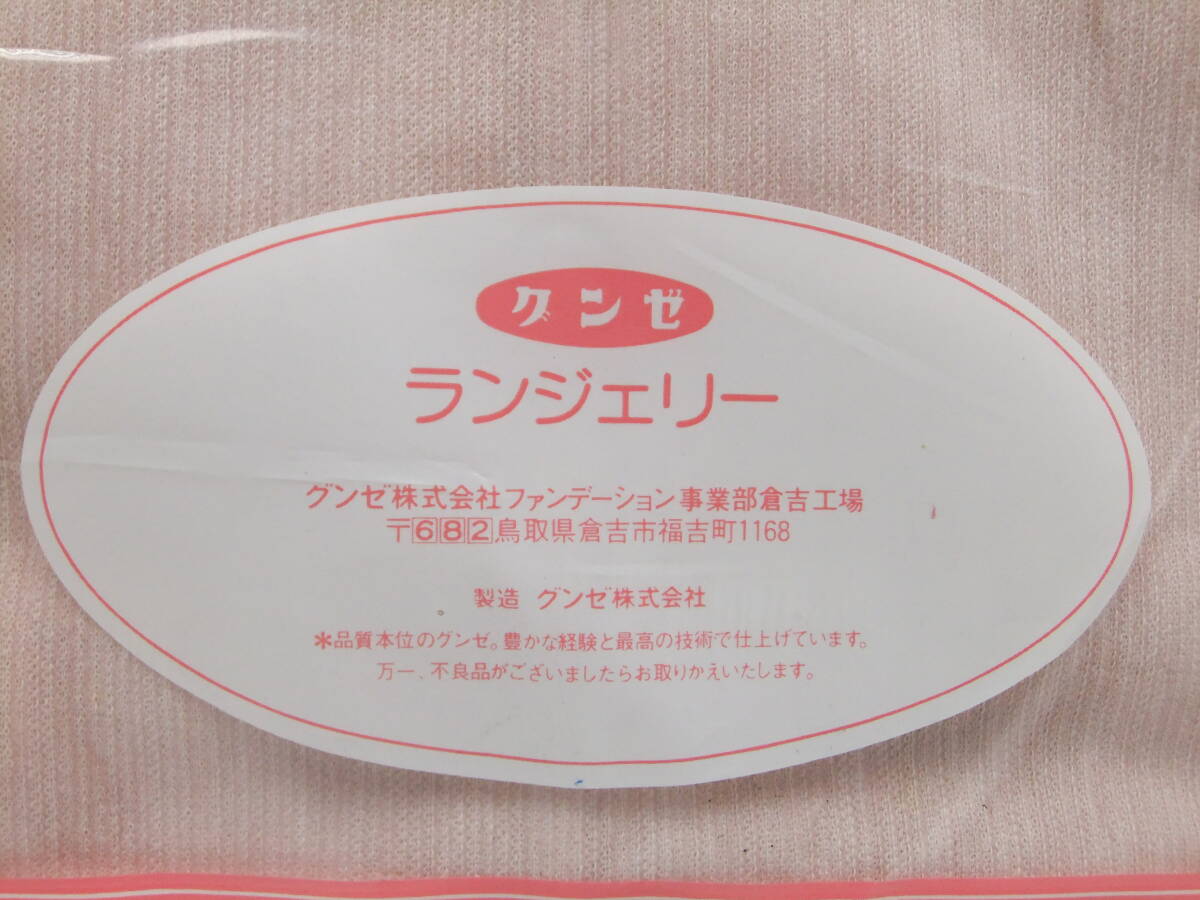 グンゼ
ランジェリー
グンゼ株式会社ファンデーション事業部倉吉工場
〒682鳥取県倉吉市福吉町1168
製造 グンゼ株式会社
＊品質本位のグンゼ。豊かな経験と最高の技術で仕上げています。
万一、不良品がございましたらお取りかえいたします。